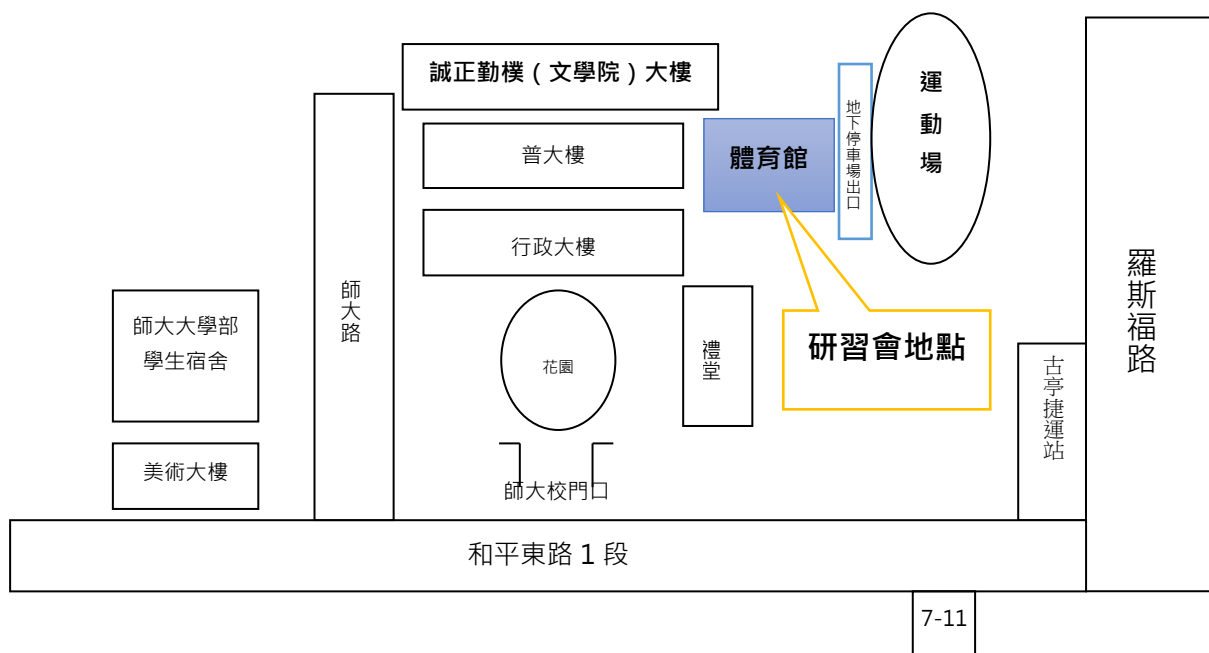 誠正勤樸（文學院）大樓
運動場
地下停車場出口
普大樓
體育館
行政大樓
羅斯福路
師大路
師大大學部
學生宿舍
花園
禮堂
研習會地點
古亭捷運站
美術大樓
師大校門口
和平東路 1 段
7-11